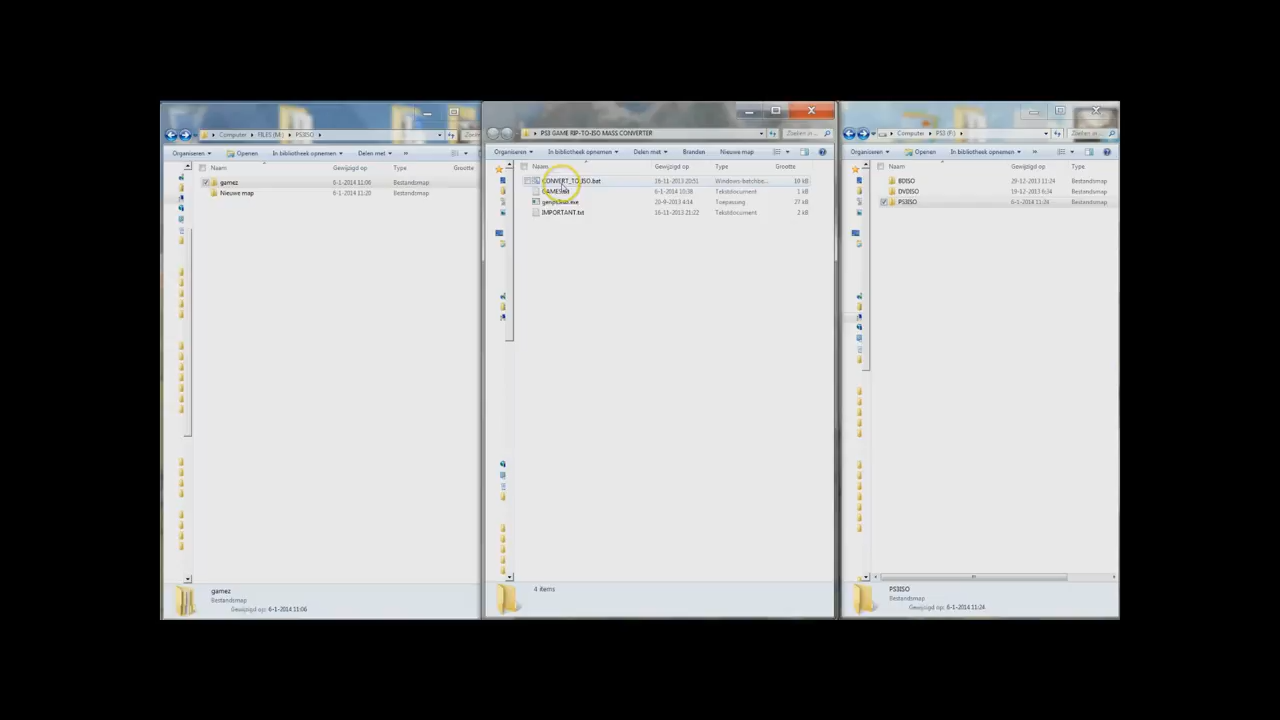 Computer ▸ FILES (M:) ▸ PS3ISO ▸
Organiseren
Openen
In bibliotheek opnemen
Delen met
»
Naam
Gewijzigd op
Type
Grootte
gamez 6-1-2014 11:06 Bestandsmap
Nieuwe map 6-1-2014 11:20 Bestandsmap
gamez
Bestandsmap
Gewijzigd op: 6-1-2014 11:06
PS3 GAME RIP-TO-ISO MASS CONVERTER
Zoeken in...
Organiseren
In bibliotheek opnemen
Delen met
Branden
Nieuwe map
Naam
Gewijzigd op
Type
Grootte
CONVERT_TO_ISO.bat 16-11-2013 20:51 Windows-batchbe... 10 kB
6-1-2014 10:38 Tekstdocument 1 kB
20-9-2013 4:14 Toepassing 27 kB
IMPORTANT.txt 16-11-2013 21:22 Tekstdocument 2 kB
4 items
Computer ▸ PS3 (F:) ▸
Zoeken in...
Organiseren
Openen
In bibliotheek opnemen
»
Naam
Gewijzigd op
Type
BDISO 29-12-2013 11:24 Bestandsmap
DVDISO 19-12-2013 6:34 Bestandsmap
PS3ISO 6-1-2014 11:24 Bestandsmap
PS3ISO
Bestandsmap
Gewijzigd op: 6-1-2014 11:24